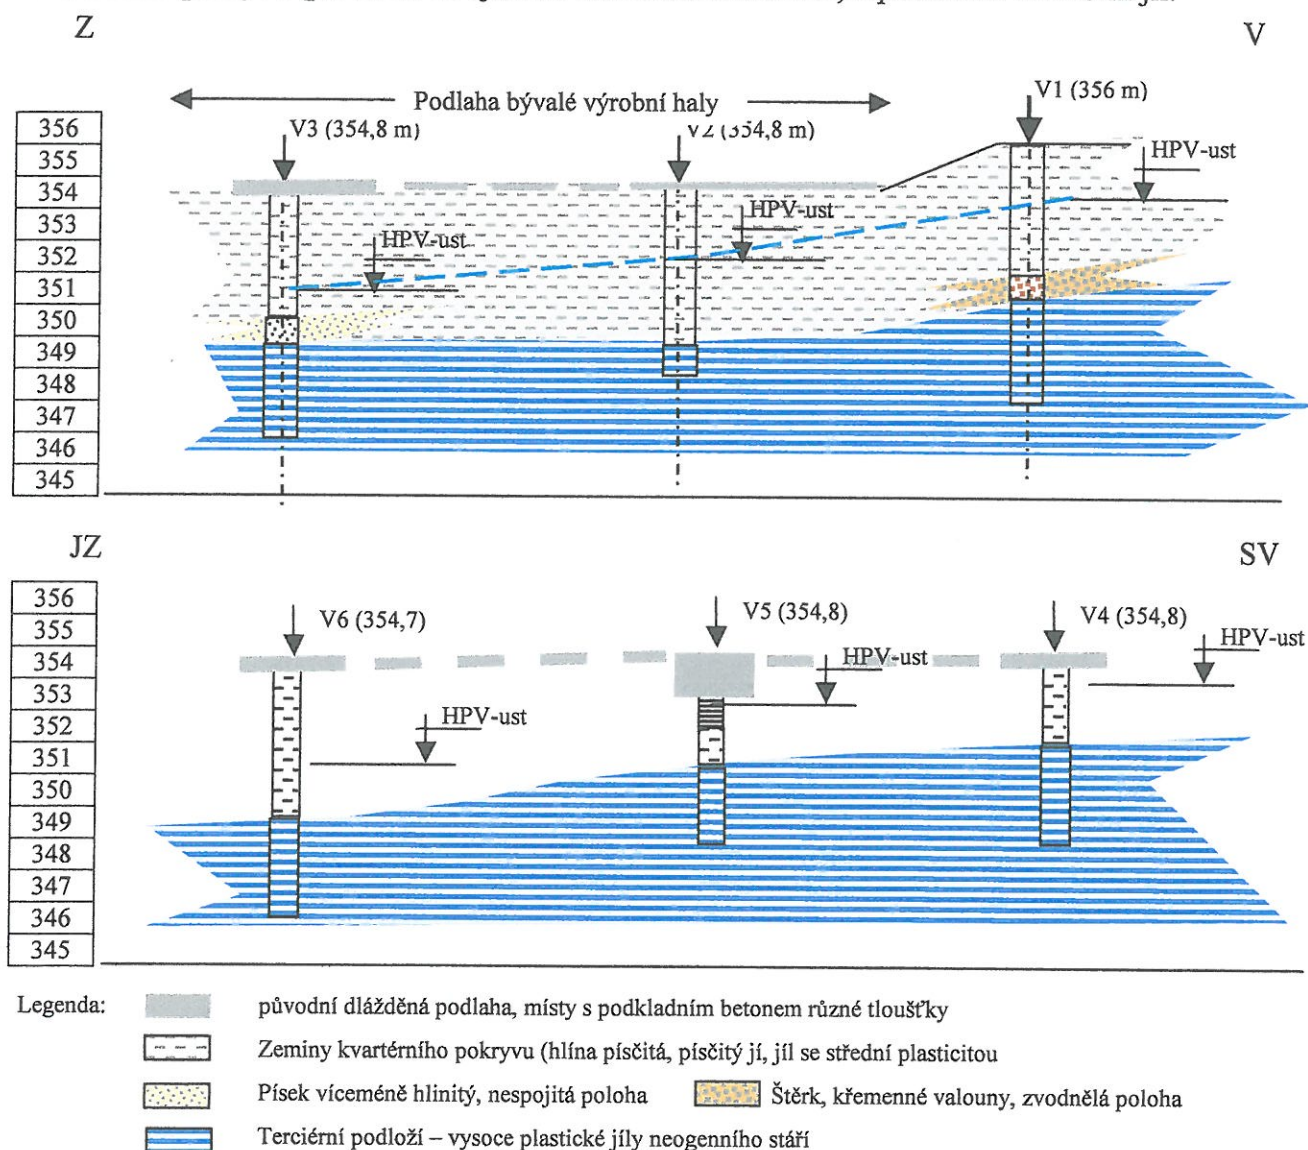 Z
V
Podlaha bývalé výrobní haly
V3 (354,8 m)
V2 (354,8 m)
V1 (356 m)
HPV-ust
HPV-ust
HPV-ust
356
355
354
353
352
351
350
349
348
347
346
345
JZ
SV
V6 (354,7)
V5 (354,8)
V4 (354,8)
HPV-ust
HPV-ust
HPV-ust
356
355
354
353
352
351
350
349
348
347
346
345
Legenda:
původní dlážděná podlaha, místy s podkladním betonem různé tloušťky
Zeminy kvartérního pokryvu (hlína písčitá, písčitý jí, jíl se střední plasticitou
Písek víceméně hlinitý, nespojitá poloha
Štěrk, křemenné valouny, zvodnělá poloha
Terciérní podloží – vysoce plastické jíly neogenního stáří